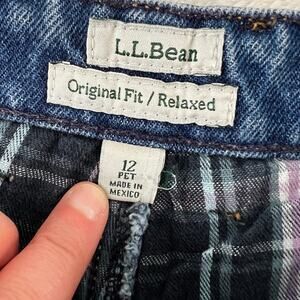 L.L.Bean
Original Fit / Relaxed
12
PET
MADE IN
MEXICO